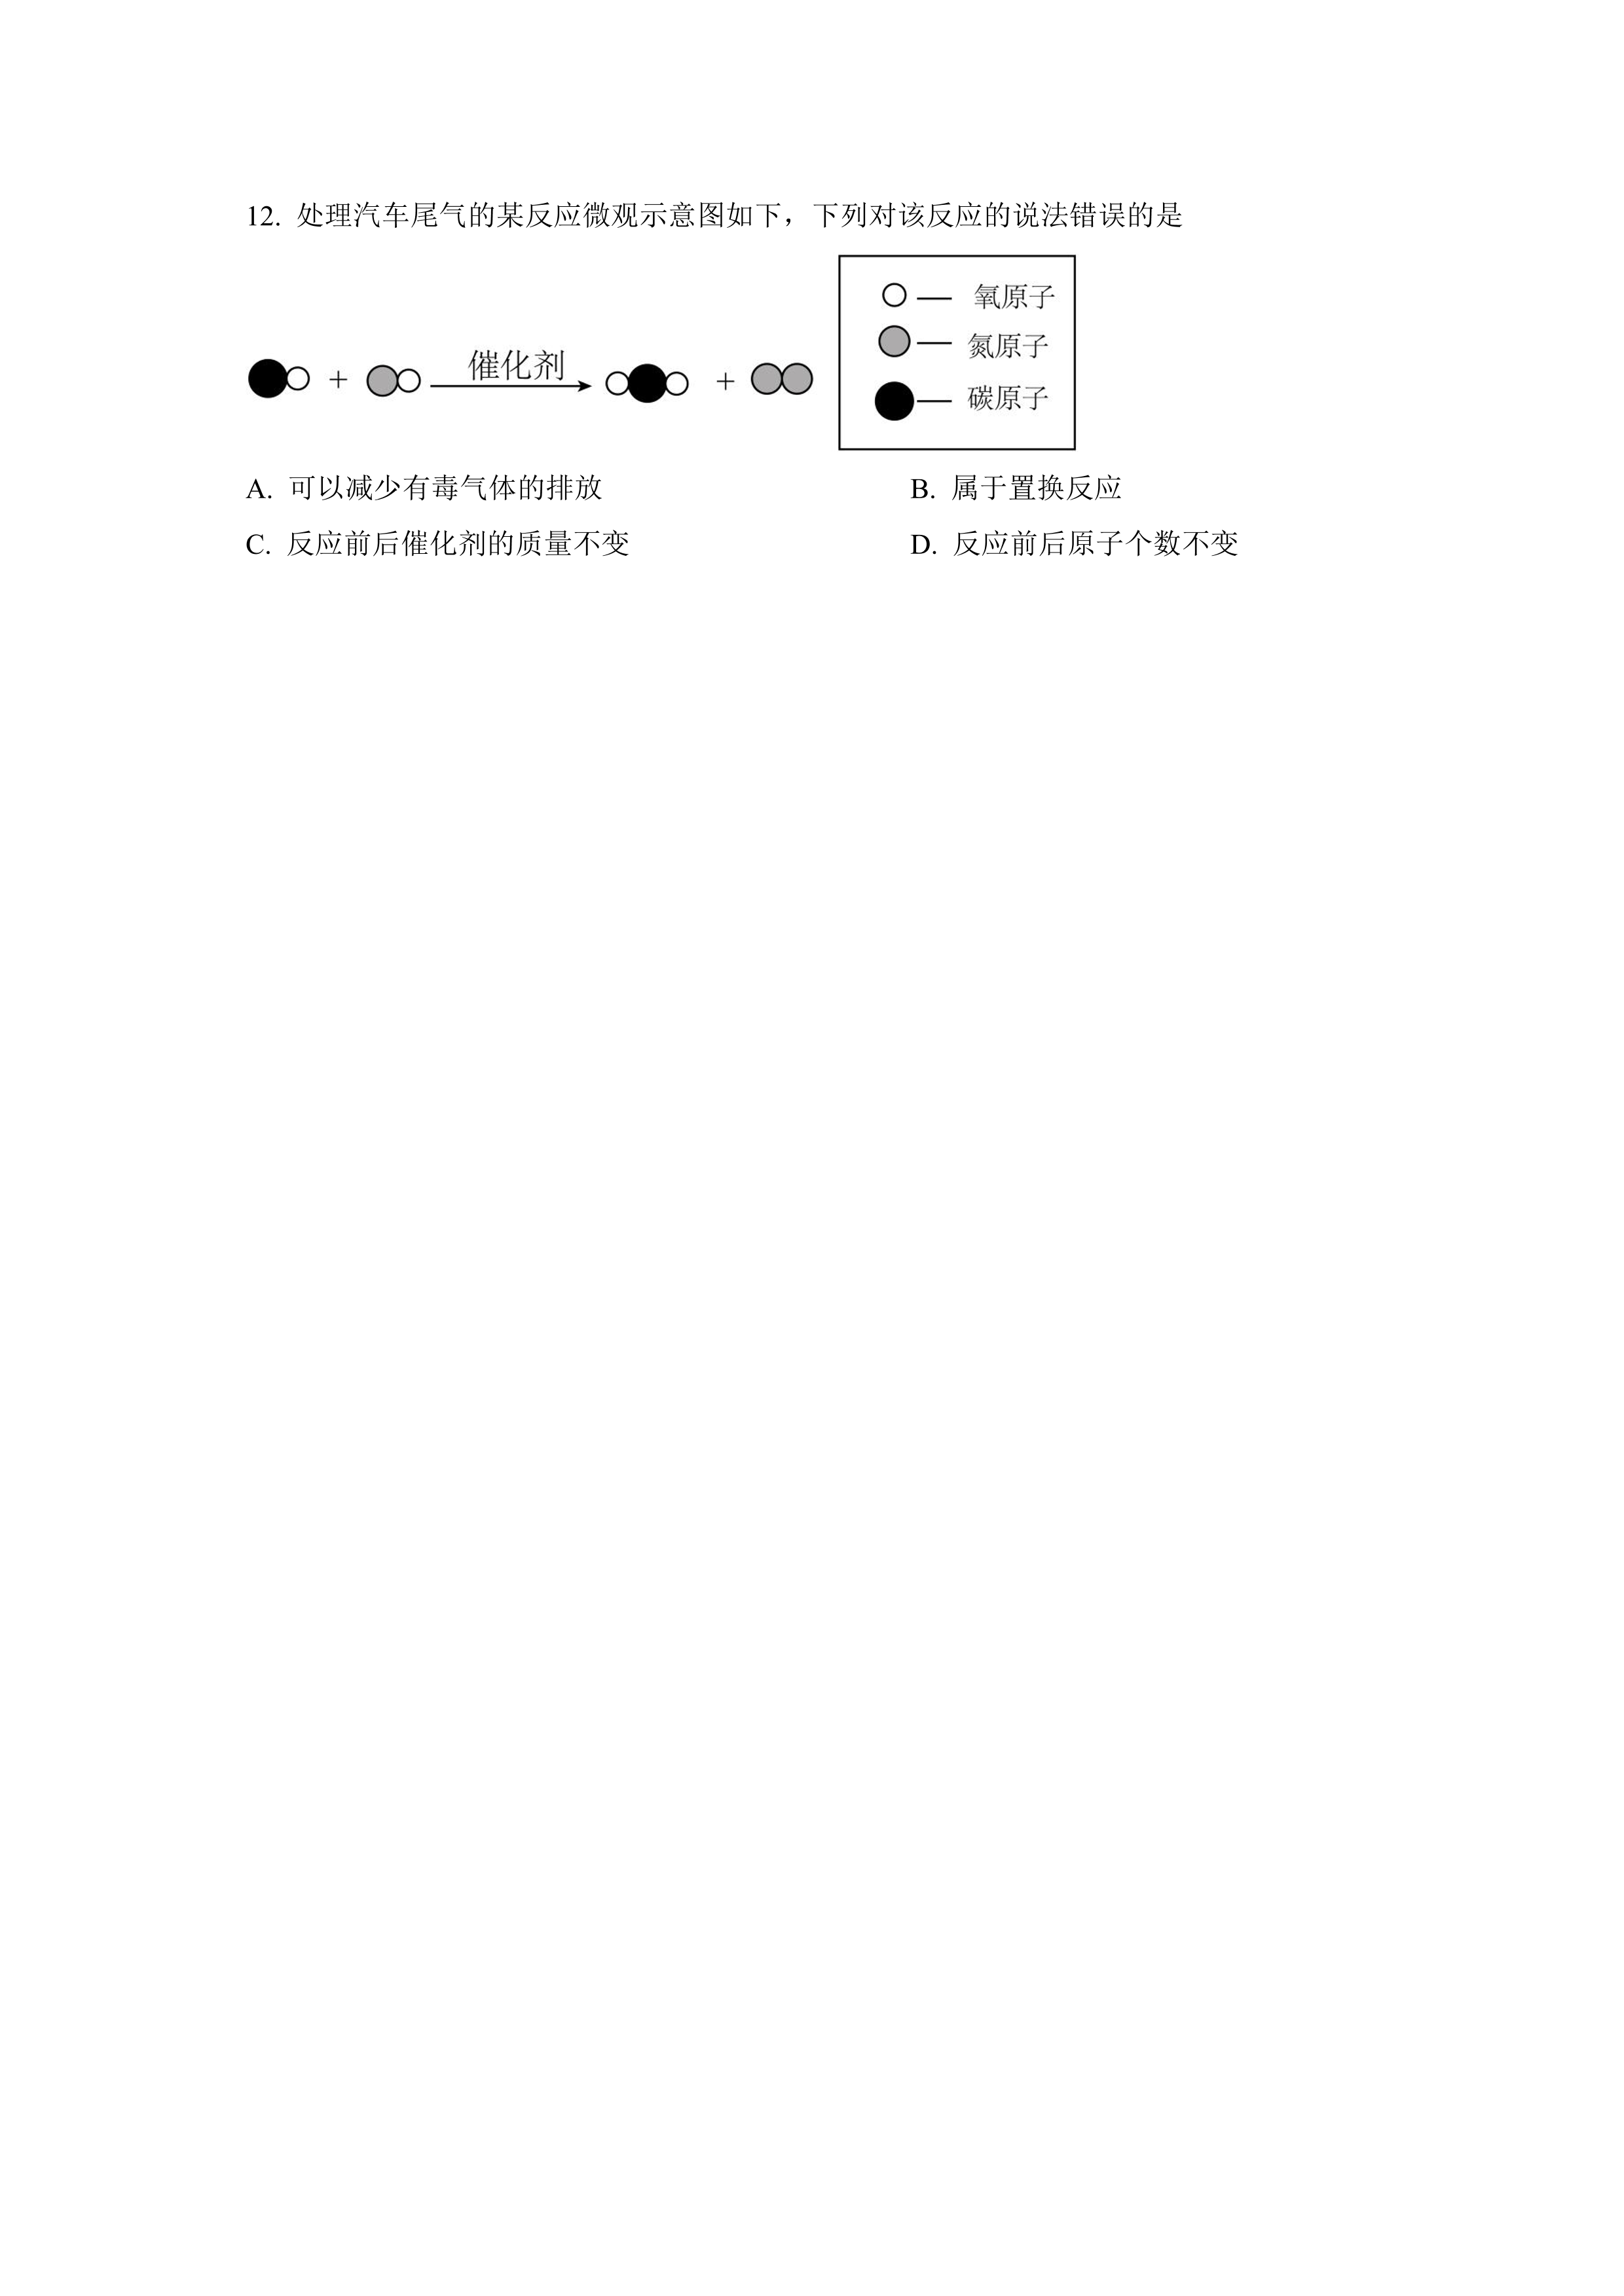 12. 处理汽车尾气的某反应微观示意图如下，下列对该反应的说法错误的是
氧原子
氮原子
碳原子
+ 催化剂 +
A. 可以减少有毒气体的排放 B. 属于置换反应
C. 反应前后催化剂的质量不变 D. 反应前后原子个数不变